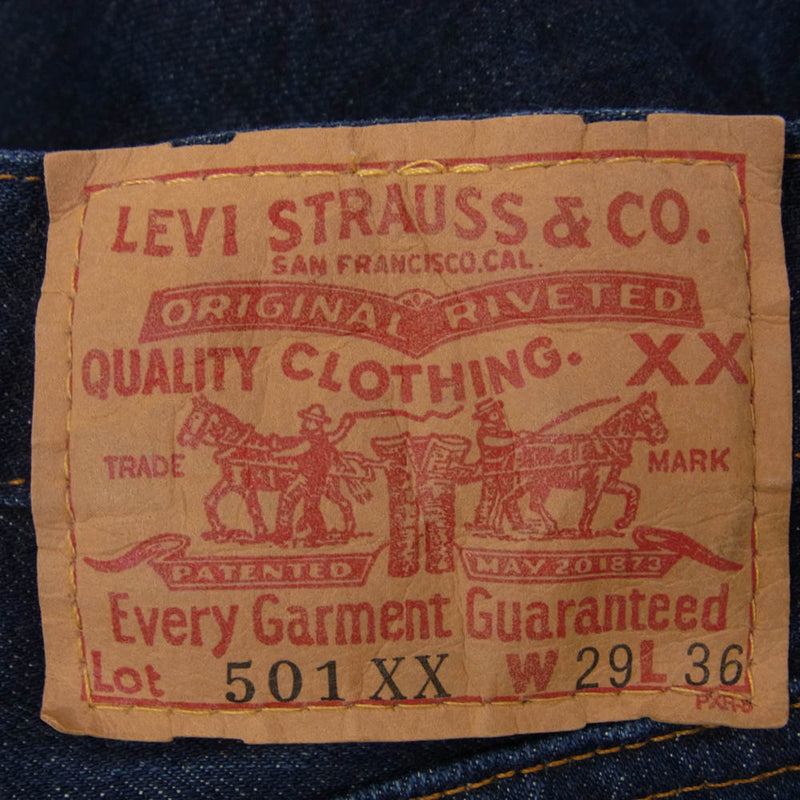 LEVI STRAUSS & CO.
SAN FRANCISCO.CAL.
ORIGINAL RIVETED
QUALITY CLOTHING. XX
TRADE MARK
PATENTED MAY 20 1873
Every Garment Guaranteed
Lot 501 XX W 29 L 36